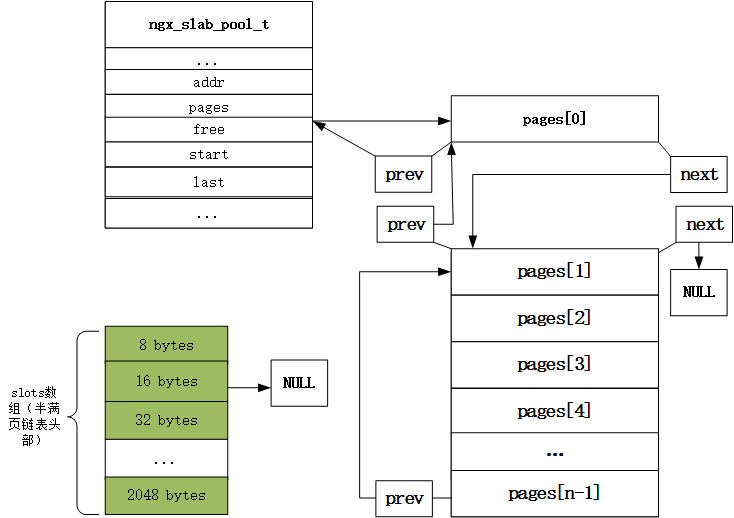 ngx_slab_pool_t
...
addr
pages
free
start
last
...
pages[0]
prev
next
prev
next
NULL
pages[1]
pages[2]
pages[3]
pages[4]
...
pages[n-1]
prev
slots数
组（半满
页链表头
部）
8 bytes
16 bytes
32 bytes
...
2048 bytes
NULL